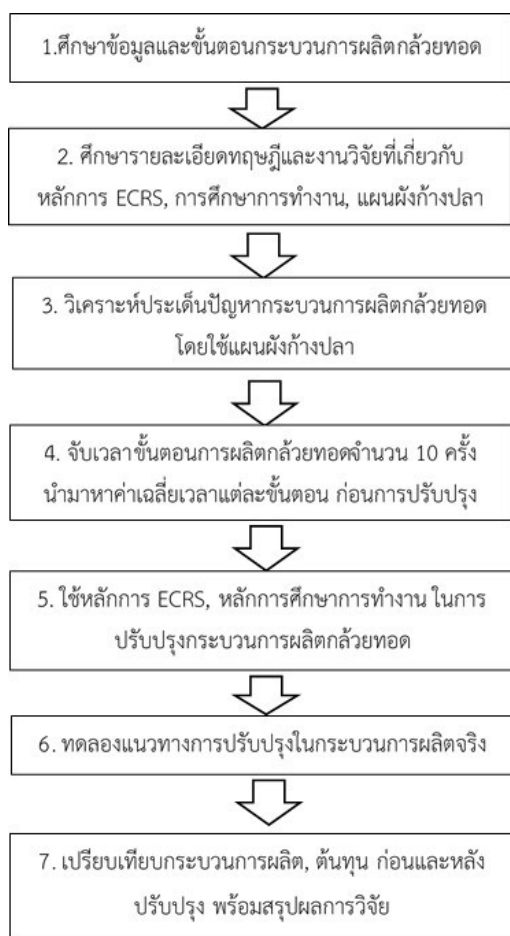 1.ศึกษาข้อมูลและขั้นตอนกระบวนการผลิตกล้วยทอด
2. ศึกษารายละเอียดทฤษฎีและงานวิจัยที่เกี่ยวกับ
หลักการ ECRS, การศึกษาการทำงาน, แผนผังก้างปลา
3. วิเคราะห์ประเด็นปัญหากระบวนการผลิตกล้วยทอด
โดยใช้แผนผังก้างปลา
4. จับเวลาขั้นตอนการผลิตกล้วยทอดจำนวน 10 ครั้ง
นำมาหาค่าเฉลี่ยเวลาแต่ละขั้นตอน ก่อนการปรับปรุง
5. ใช้หลักการ ECRS, หลักการศึกษาการทำงาน ในการ
ปรับปรุงกระบวนการผลิตกล้วยทอด
6. ทดลองแนวทางการปรับปรุงในกระบวนการผลิตจริง
7. เปรียบเทียบกระบวนการผลิต, ต้นทุน ก่อนและหลัง
ปรับปรุง พร้อมสรุปผลการวิจัย